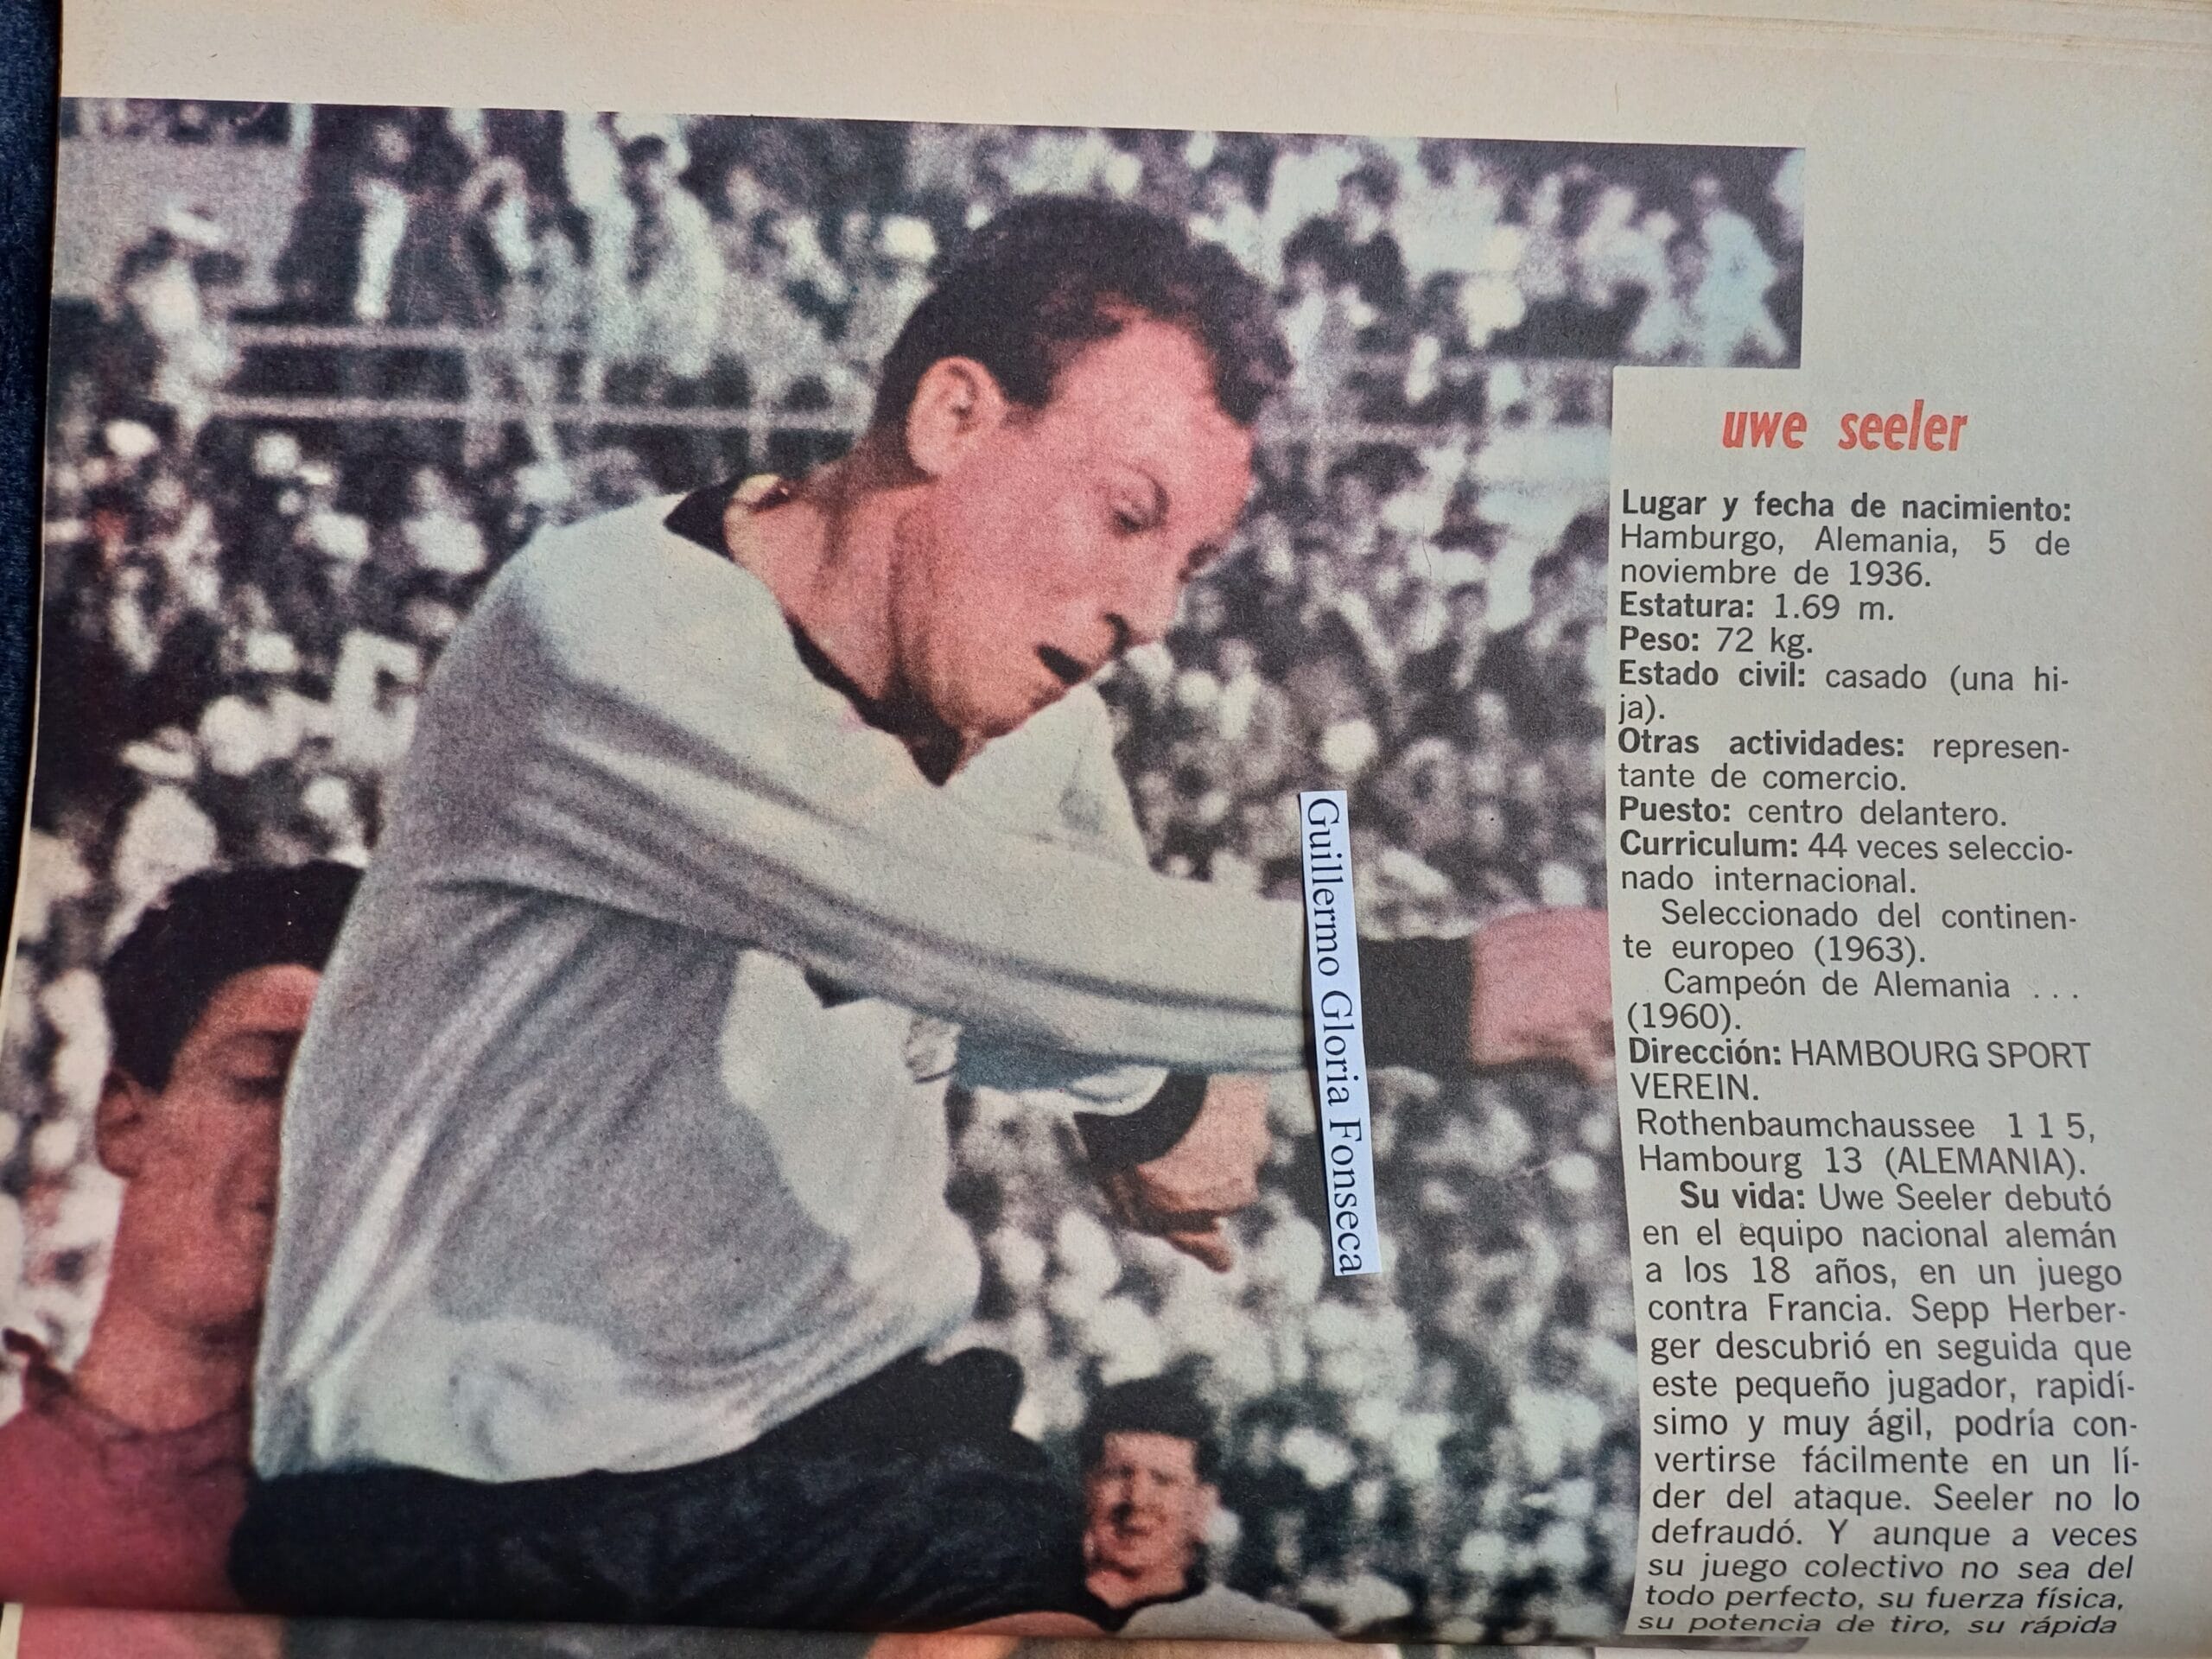 uwe seeler
Lugar y fecha de nacimiento:
Hamburgo, Alemania, 5 de
noviembre de 1936.
Estatura: 1.69 m.
Peso: 72 kg.
Estado civil: casado (una hi-
ja).
Otras actividades: represen-
tante de comercio.
Puesto: centro delantero.
Curriculum: 44 veces seleccio-
nado internacional.
Seleccionado del continen-
te europeo (1963).
Campeón de Alemania ...
(1960).
Dirección: HAMBOURG SPORT
VEREIN.
Rothenbaumchaussee 1 1 5,
Hambourg 13 (ALEMANIA).
Su vida: Uwe Seeler debutó
en el equipo nacional alemán
a los 18 años, en un juego
contra Francia. Sepp Herber-
ger descubrió en seguida que
este pequeño jugador, rapidí-
simo y muy ágil, podría con-
vertirse fácilmente en un lí-
der del ataque. Seeler no lo
defraudó. Y aunque a veces
su juego colectivo no sea del
todo perfecto, su fuerza física,
su potencia de tiro, su rápida
Guillermo Gloria Fonseca